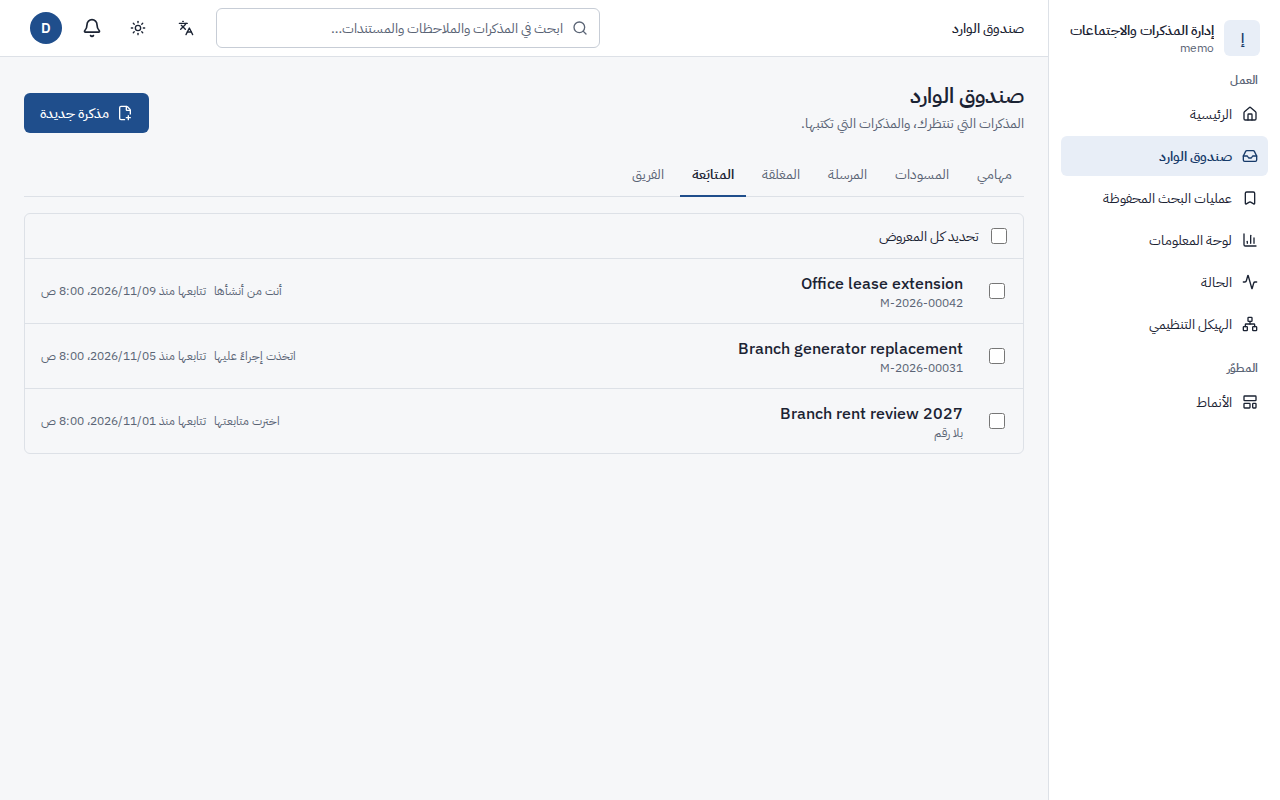 إدارة المذكرات والاجتماعات
memo
إ
العمل
الرئيسية
صندوق الوارد
عمليات البحث المحفوظة
لوحة المعلومات
الحالة
الهيكل التنظيمي
المطوّر
الأنماط
صندوق الوارد
ابحث في المذكرات والملاحظات والمستندات...
D
صندوق الوارد
المذكرات التي تنتظرك، والمذكرات التي تكتبها.
مذكرة جديدة
مهامي المسودات المرسلة المغلقة المتابَعة الفريق
تحديد كل المعروض
Office lease extension
M-2026-00042
أنت من أنشأها تتابعها منذ 2026/11/09، 8:00 ص
Branch generator replacement
M-2026-00031
اتخذت إجراءً عليها تتابعها منذ 2026/11/05، 8:00 ص
Branch rent review 2027
بلا رقم
اخترت متابعتها تتابعها منذ 2026/11/01، 8:00 ص